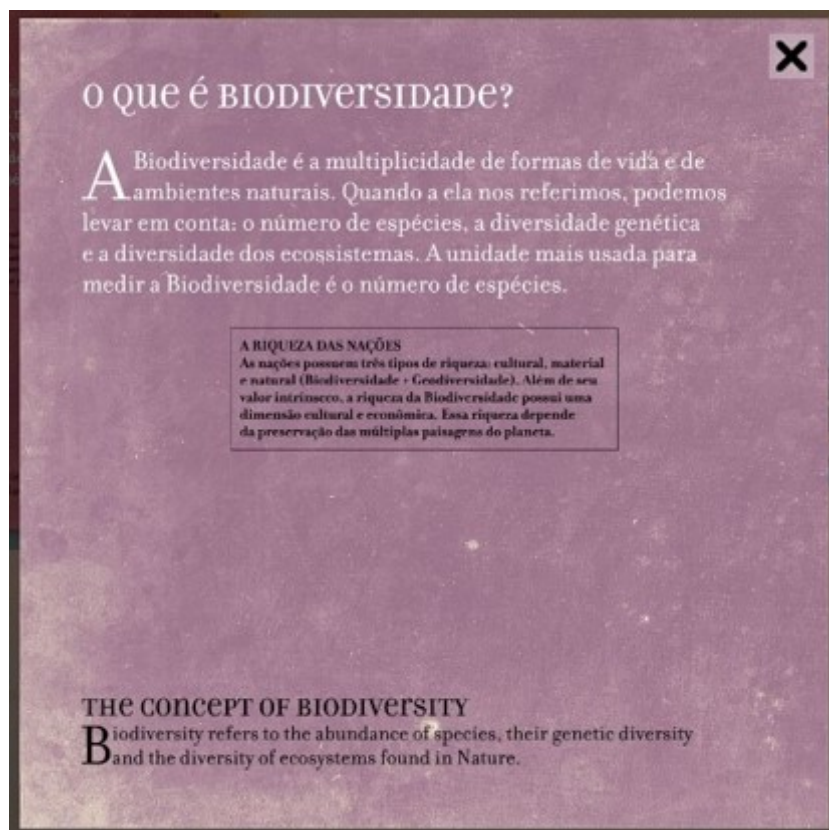 O que é BIODIVERSIDADE?
A Biodiversidade é a multiplicidade de formas de vida e de
ambientes naturais. Quando a ela nos referimos, podemos
levar em conta: o número de espécies, a diversidade genética
e a diversidade dos ecossistemas. A unidade mais usada para
medir a Biodiversidade é o número de espécies.
A RIQUEZA DAS NAÇÕES
As nações possuem três tipos de riqueza: cultural, material
e natural (Biodiversidade + Geodiversidade). Além de seu
valor intrínseco, a riqueza da Biodiversidade possui uma
dimensão cultural e econômica. Essa riqueza depende
da preservação das múltiplas paisagens do planeta.
THE CONCEPT OF BIODIVERSITY
Biodiversity refers to the abundance of species, their genetic diversity
and the diversity of ecosystems found in Nature.